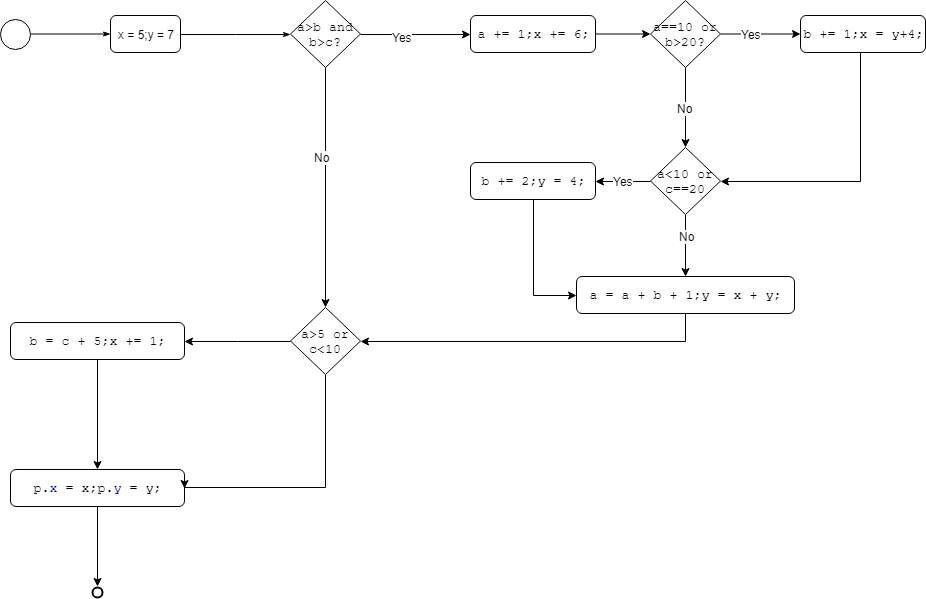 x = 5;y = 7
a>b and
b>c?
Yes
a += 1;x += 6;
a==10 or
b>20?
Yes
b += 1;x = y+4;
No
No
b += 2;y = 4;
Yes
a<10 or
c==20
No
a = a + b + 1;y = x + y;
b = c + 5;x += 1;
a>5 or
c<10
p.x = x;p.y = y;